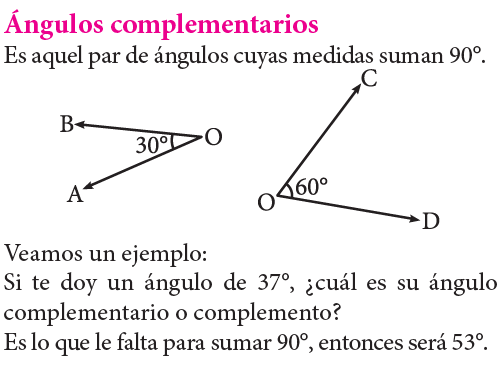 Ángulos complementarios
Es aquel par de ángulos cuyas medidas suman 90°.
C
B
30°
O
A
60°
O
D
Veamos un ejemplo:
Si te doy un ángulo de 37°, ¿cuál es su ángulo
complementario o complemento?
Es lo que le falta para sumar 90°, entonces será 53°.